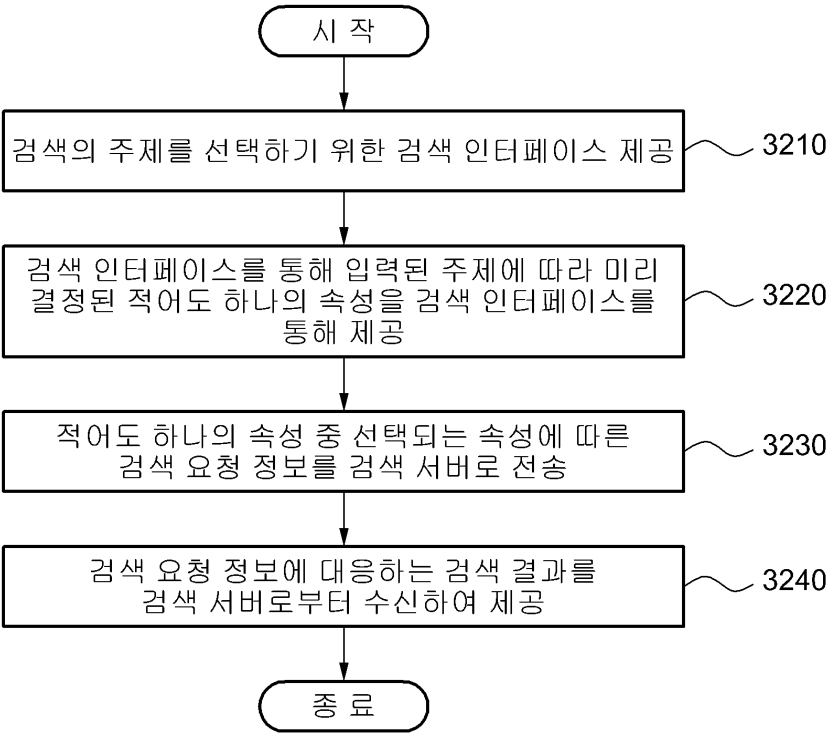 시 작
검색의 주제를 선택하기 위한 검색 인터페이스 제공
3210
검색 인터페이스를 통해 입력된 주제에 따라 미리
결정된 적어도 하나의 속성을 검색 인터페이스를
통해 제공
3220
적어도 하나의 속성 중 선택되는 속성에 따른
검색 요청 정보를 검색 서버로 전송
3230
검색 요청 정보에 대응하는 검색 결과를
검색 서버로부터 수신하여 제공
3240
종 료